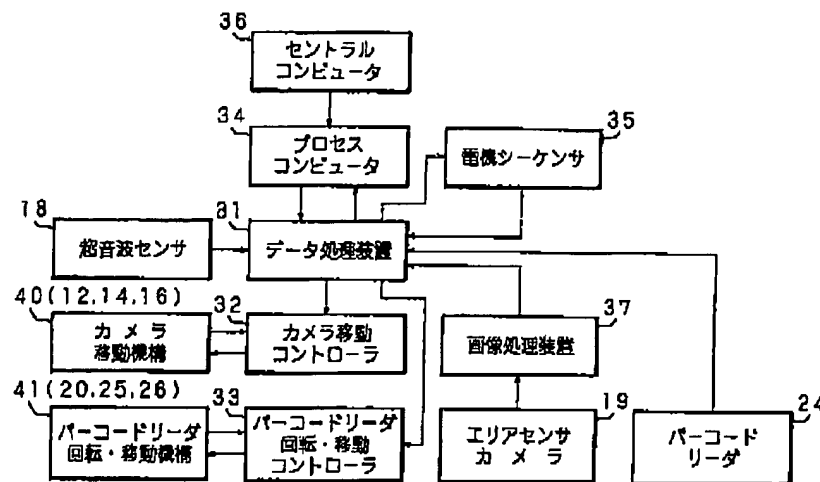 36
セントラル
コンピュータ
34
プロセス
コンピュータ
35
電機シーケンサ
18
超音波センサ
31
データ処理装置
40(12,14,16)
カメラ
移動機構
32
カメラ移動
コントローラ
37
画像処理装置
41(20,25,26)
バーコードリーダ
回転・移動機構
33
バーコードリーダ
回転・移動
コントローラ
19
エリアセンサ
カメラ
24
バーコード
リーダ